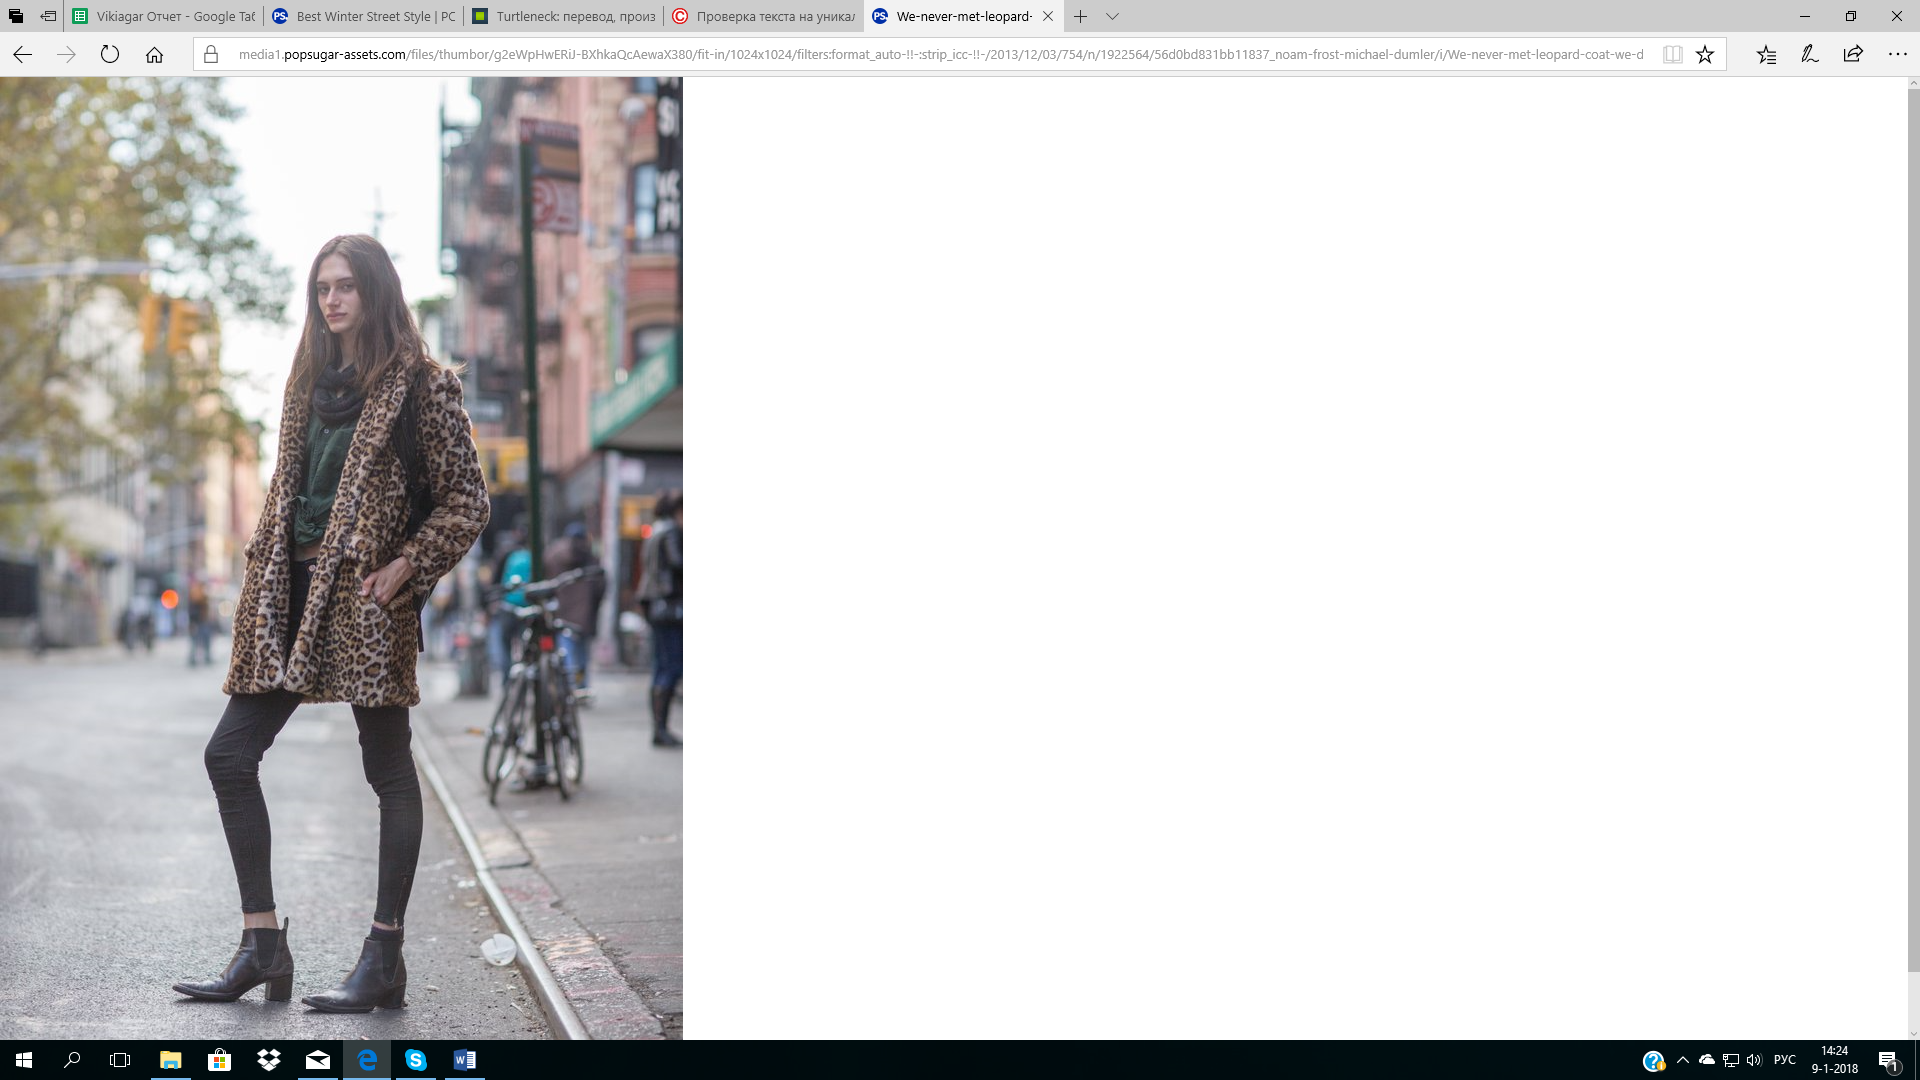 Vikiagar Отчет - Google Tat
Best Winter Street Style | PC
Turtleneck: перевод, произ
Проверка текста на уникал
We-never-met-leopard-
media1.popsugar-assets.com/files/thumbor/g2eWpHwERiJ-BXhkaQcAewaX380/fit-in/1024x1024/filters:format_auto-!!-:strip_icc-!!-/2013/12/03/754/n/1922564/56d0bd831bb11837_noam-frost-michael-dumler/i/We-never-met-leopard-coat-we-d
РУС
14:24
9-1-2018
1